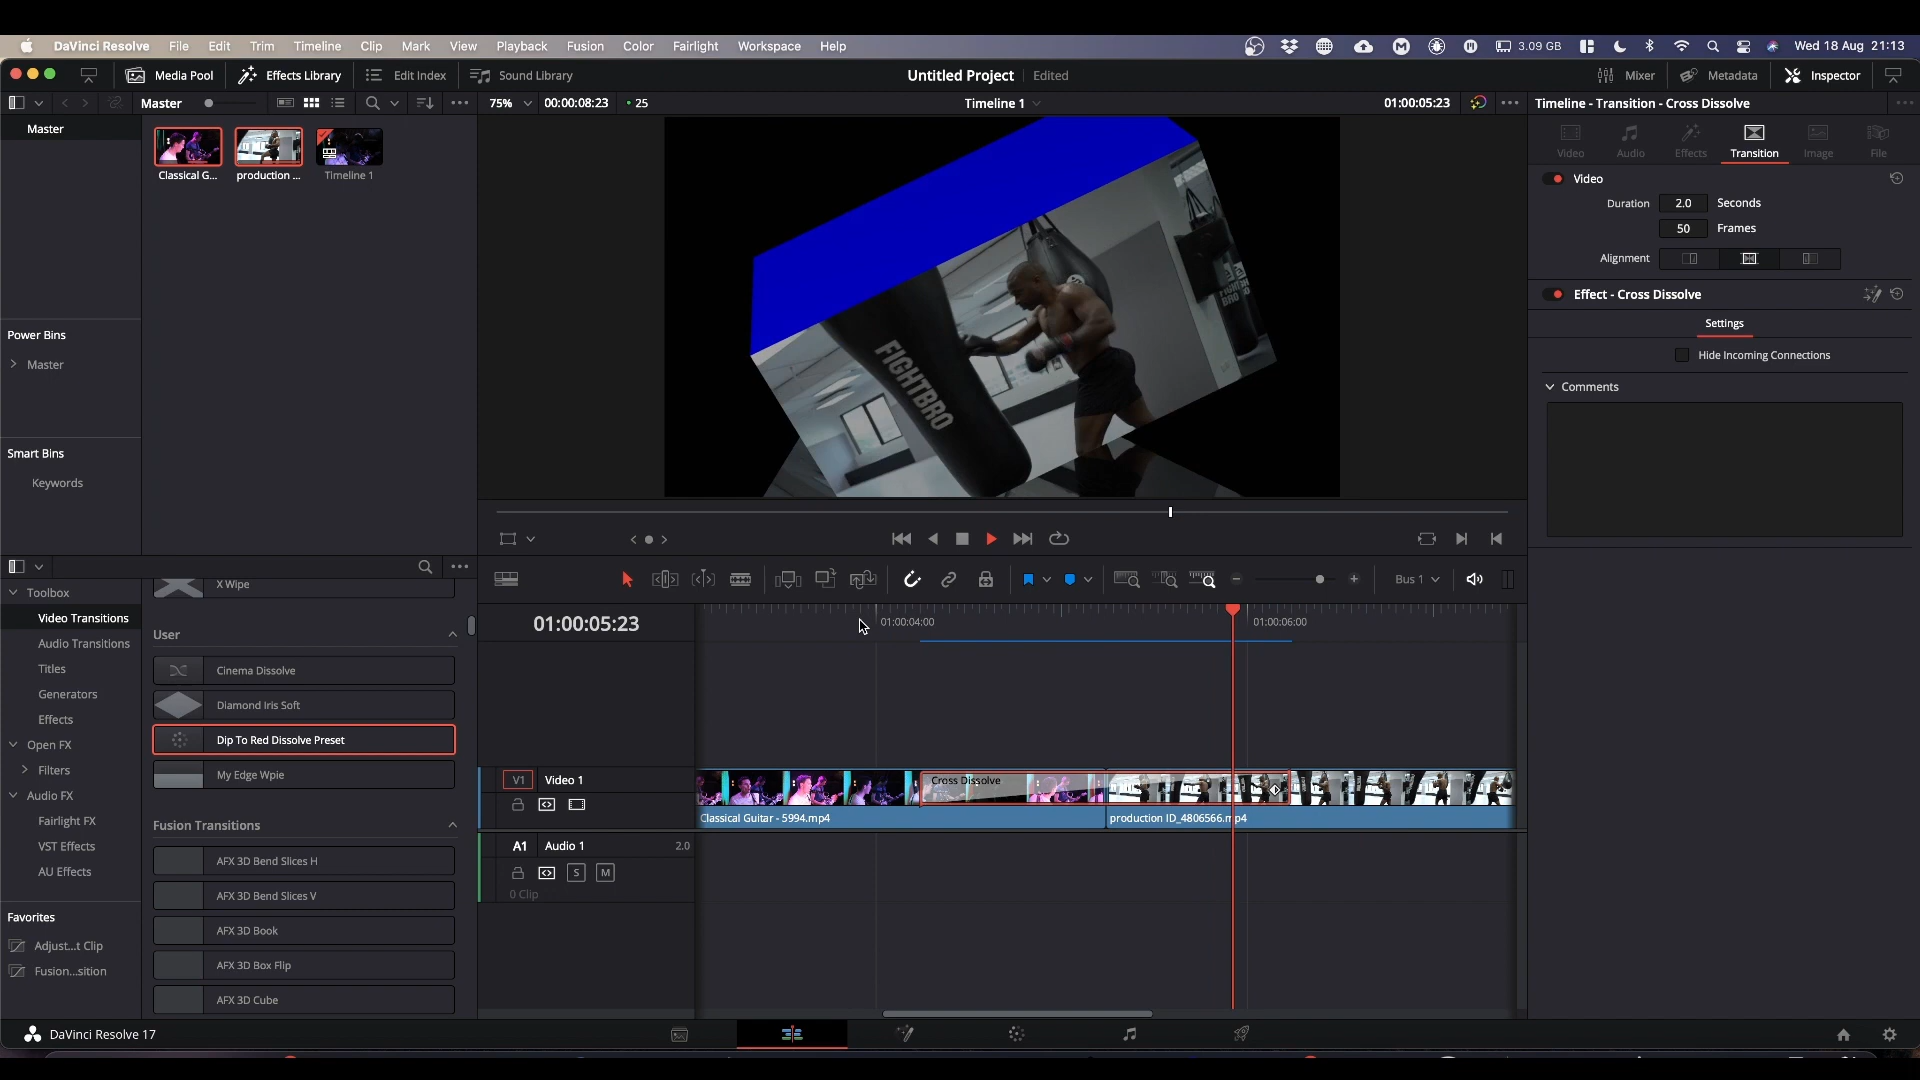 DaVinci Resolve File Edit Trim Timeline Clip Mark View Playback Fusion Color Fairlight Workspace Help 3.09 GB Wed 18 Aug 21:13
Media Pool Effects Library Edit Index Sound Library Untitled Project Edited Mixer Metadata Inspector
Master 75% 00:00:08:23 25 Timeline 1 01:00:05:23 Timeline - Transition - Cross Dissolve
Master
Classical G... production ... Timeline 1
Power Bins
Master
Smart Bins
Keywords
FIGHTBRO
Video Audio Effects Transition Image File
Video
Duration 2.0 Seconds
50 Frames
Alignment
Effect - Cross Dissolve
Settings
Hide Incoming Connections
Comments
Toolbox
Video Transitions
Audio Transitions
Titles
Generators
Effects
Open FX
Filters
Audio FX
Fairlight FX
VST Effects
AU Effects
Favorites
Adjust...t Clip
Fusion...sition
X Wipe
User
Cinema Dissolve
Diamond Iris Soft
Dip To Red Dissolve Preset
My Edge Wpie
Fusion Transitions
AFX 3D Bend Slices H
AFX 3D Bend Slices V
AFX 3D Book
AFX 3D Box Flip
AFX 3D Cube
Bus 1
01:00:05:23 01:00:04:00 01:00:06:00
V1 Video 1
Cross Dissolve
Classical Guitar - 5994.mp4 production ID_4806566.mp4
A1 Audio 1 2.0
S M
0 Clip
DaVinci Resolve 17